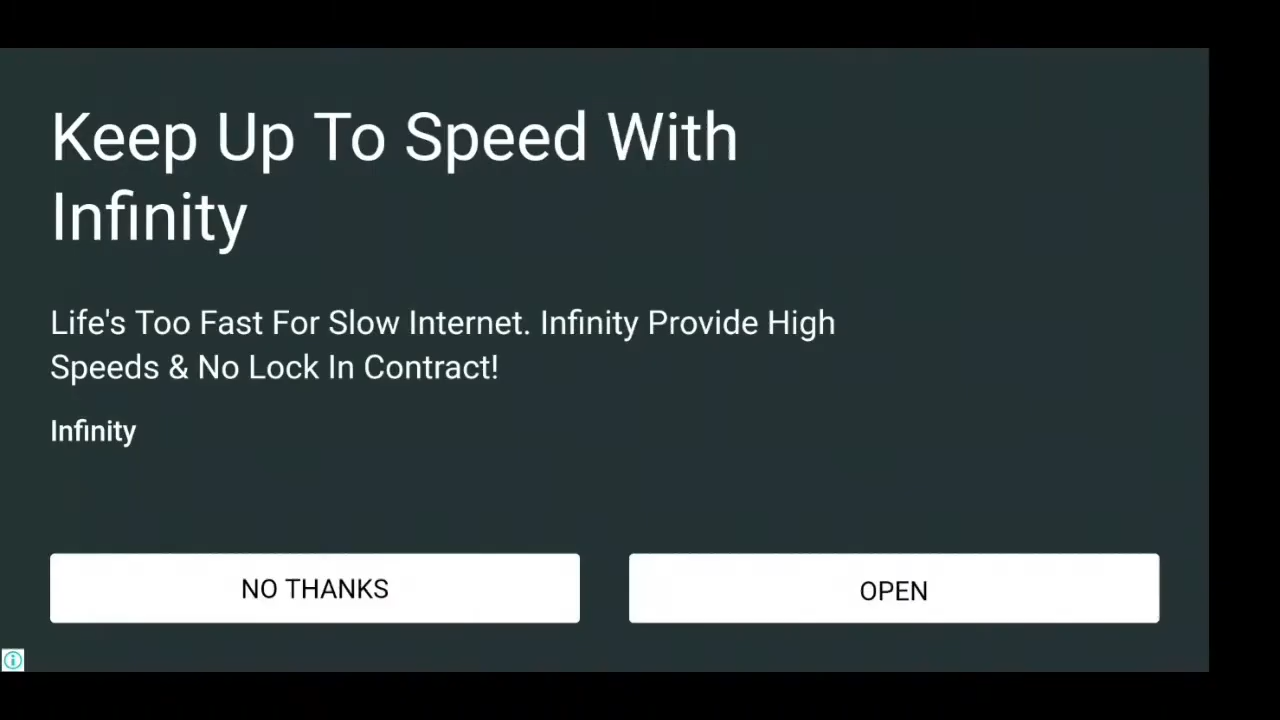 Keep Up To Speed With
Infinity
Life's Too Fast For Slow Internet. Infinity Provide High
Speeds & No Lock In Contract!
Infinity
NO THANKS
OPEN